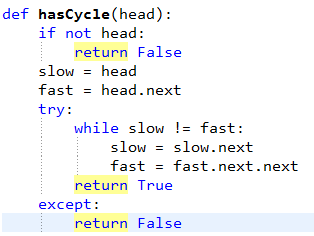 def hasCycle(head):
    if not head:
        return False
    slow = head
    fast = head.next
    try:
        while slow != fast:
            slow = slow.next
            fast = fast.next.next
        return True
    except:
        return False